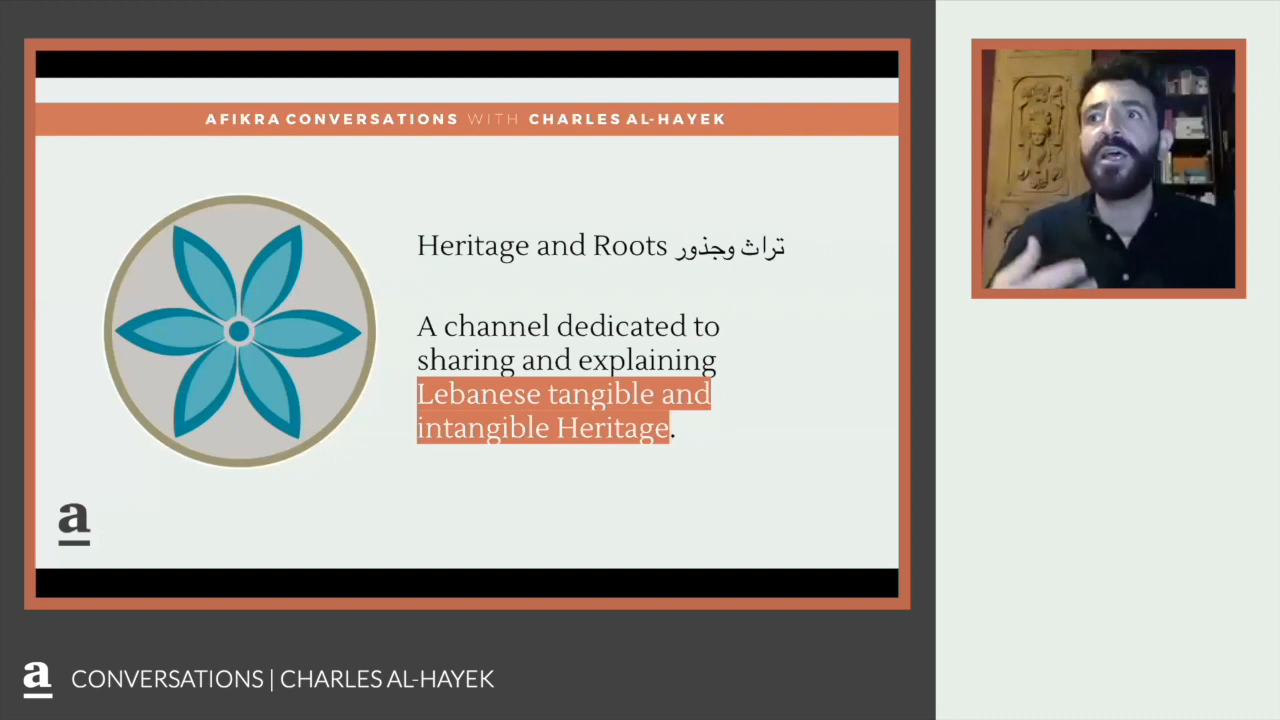 AFIKRA CONVERSATIONS WITH CHARLES AL-HAYEK
Heritage and Roots تراث وجذور
A channel dedicated to
sharing and explaining
Lebanese tangible and
intangible Heritage.
a
a CONVERSATIONS | CHARLES AL-HAYEK